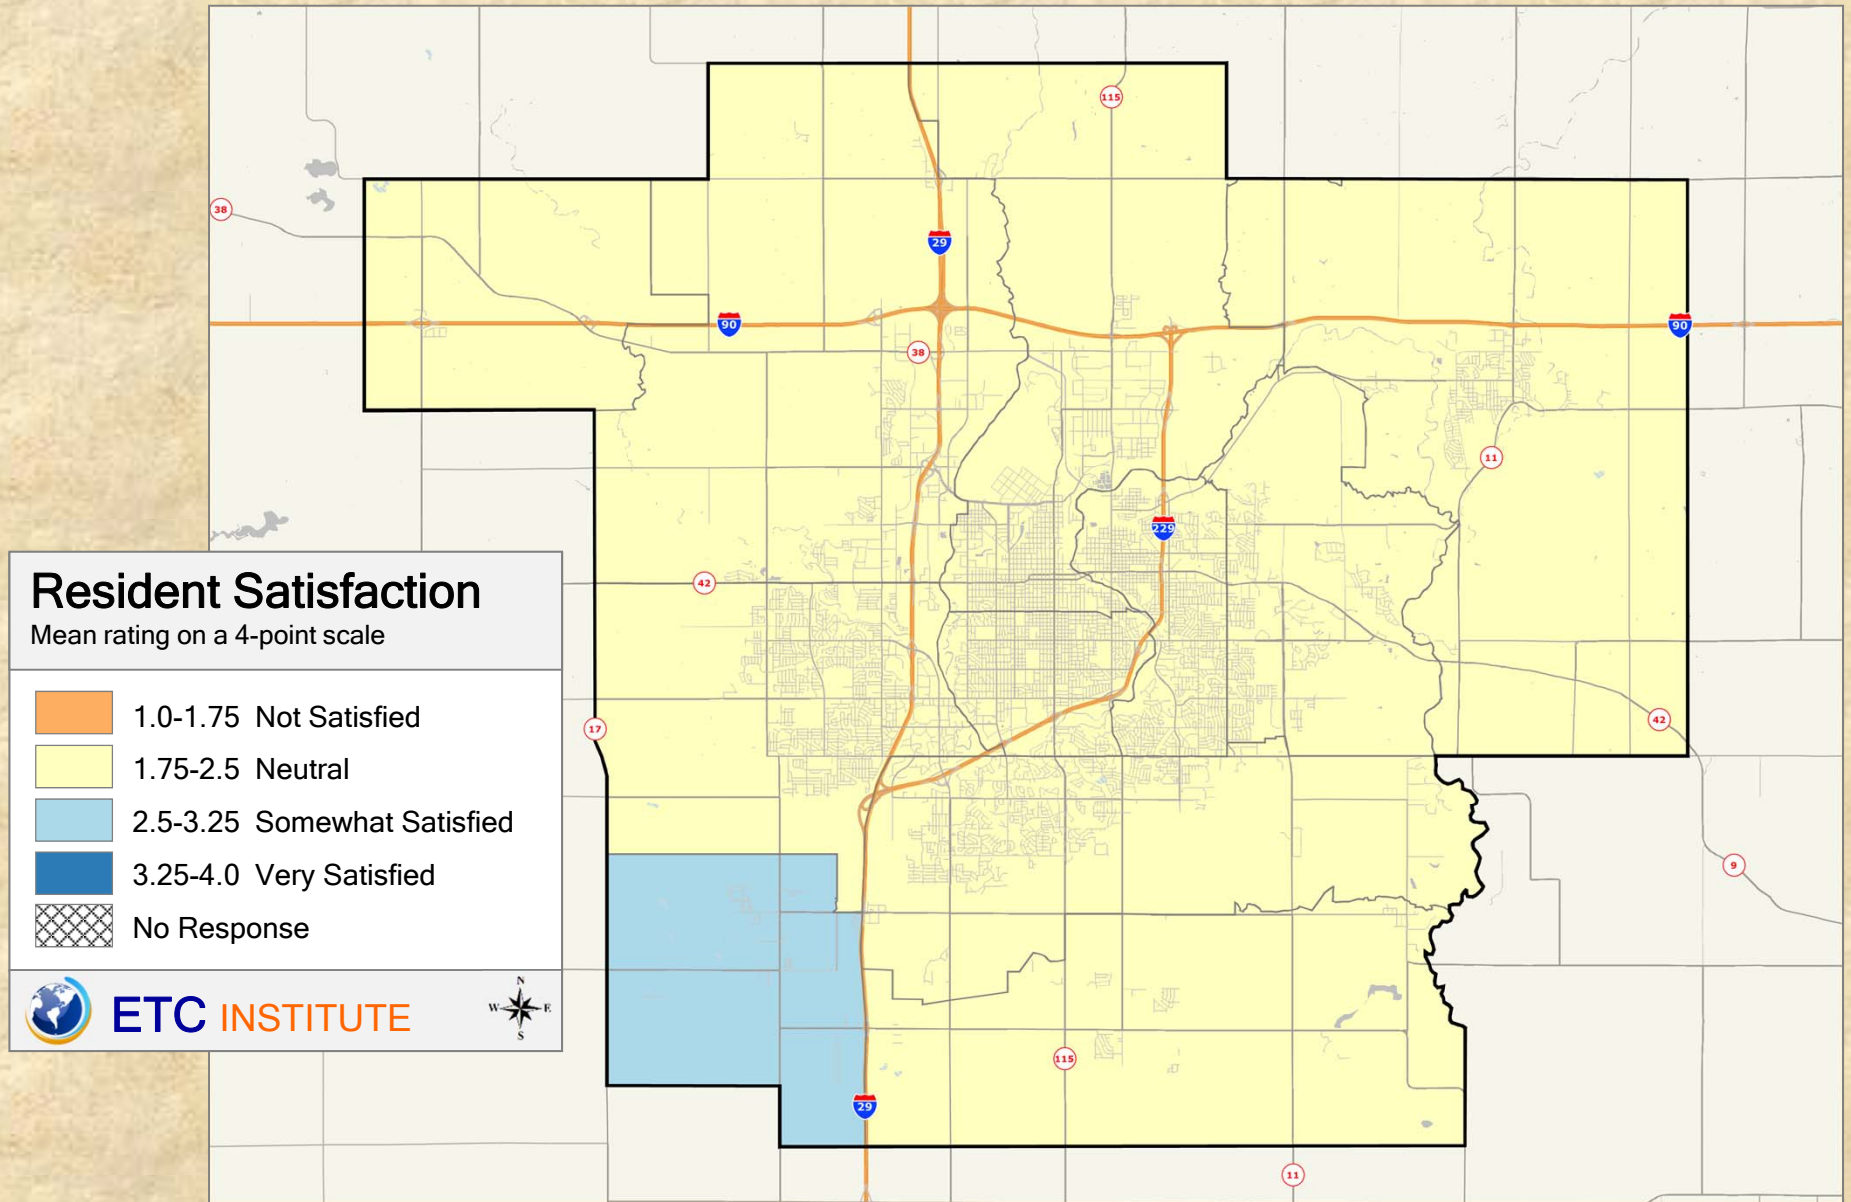 115
38
29
90
90
38
11
229
42
17
42
9
115
29
11
Resident Satisfaction
Mean rating on a 4-point scale
1.0-1.75 Not Satisfied
1.75-2.5 Neutral
2.5-3.25 Somewhat Satisfied
3.25-4.0 Very Satisfied
No Response
ETC INSTITUTE
N
W E
S